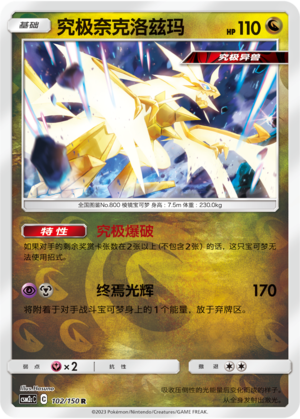 基础 究极奈克洛兹玛 HP 110
究极异兽
全国图鉴No.800 棱镜宝可梦 身高：7.5m 体重：230.0kg
特性 究极爆破
如果对手的剩余奖赏卡张数在2张以上（不包含2张）的话，这只宝可梦无
法使用招式。
终焉光辉 170
将附着于对手战斗宝可梦身上的1个能量，放于弃牌区。
弱点 ×2 抵抗力 撤退
CSM2c C 102/150 R
©2023 Pokémon/Nintendo/Creatures/GAME FREAK.